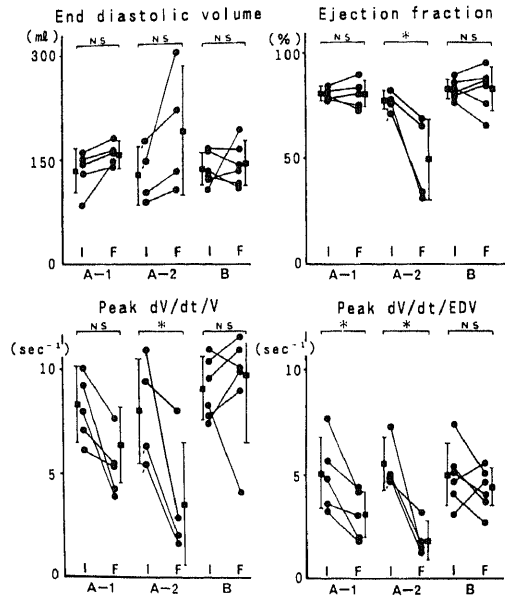 End diastolic volume
(ml)
300
150
0
NS
NS
NS
I F
I F
I F
A-1
A-2
B
Ejection fraction
(%)
100
50
0
NS
*
NS
I F
I F
I F
A-1
A-2
B
Peak dV/dt/V
(sec⁻¹)
10
5
0
NS
*
NS
I F
I F
I F
A-1
A-2
B
Peak dV/dt/EDV
(sec⁻¹)
10
5
0
*
*
NS
I F
I F
I F
A-1
A-2
B